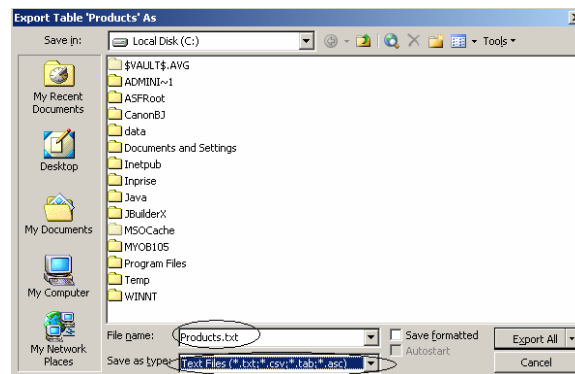 Export Table 'Products' As
Save in:
Local Disk (C:)
Tools
My Recent
Documents
Desktop
My Documents
My Computer
My Network
Places
$VAULT$.AVG
ADMINI~1
ASFRoot
CanonBJ
data
Documents and Settings
Inetpub
Inprise
Java
JBuilderX
MSOCache
MYOB105
Program Files
Temp
WINNT
File name:
Products.txt
Save as type:
Text Files (*.txt;*.csv;*.tab;*.asc)
Save formatted
Autostart
Export All
Cancel